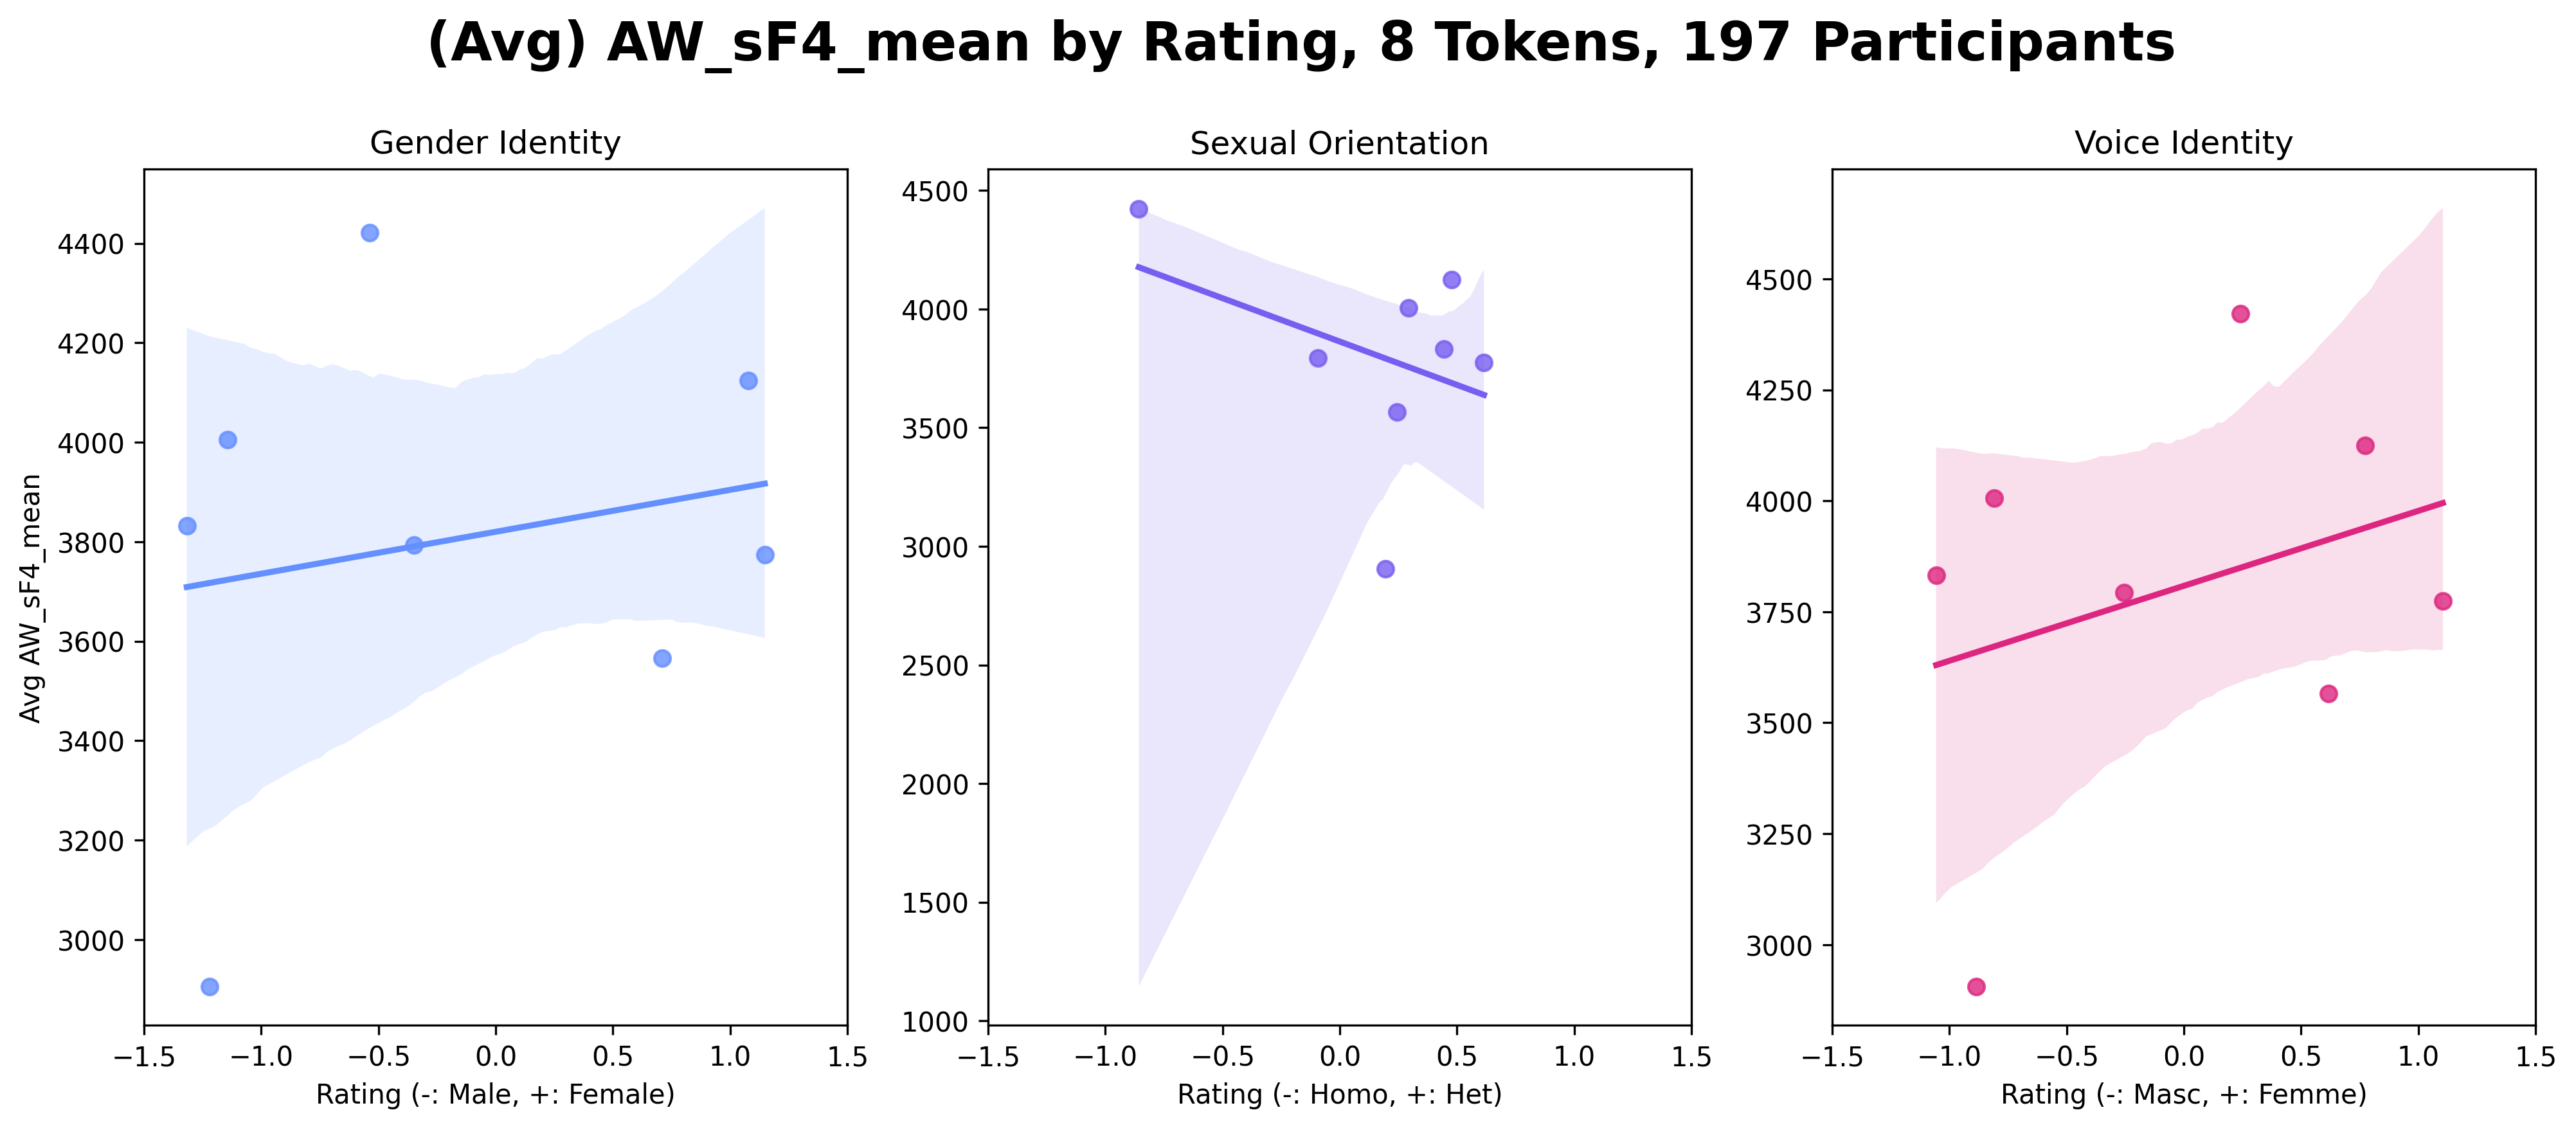 (Avg) AW_sF4_mean by Rating, 8 Tokens, 197 Participants
Gender Identity
Avg AW_sF4_mean
4400
4200
4000
3800
3600
3400
3200
3000
−1.5 −1.0 −0.5 0.0 0.5 1.0 1.5
Rating (-: Male, +: Female)
Sexual Orientation
4500
4000
3500
3000
2500
2000
1500
1000
−1.5 −1.0 −0.5 0.0 0.5 1.0 1.5
Rating (-: Homo, +: Het)
Voice Identity
4500
4250
4000
3750
3500
3250
3000
−1.5 −1.0 −0.5 0.0 0.5 1.0 1.5
Rating (-: Masc, +: Femme)